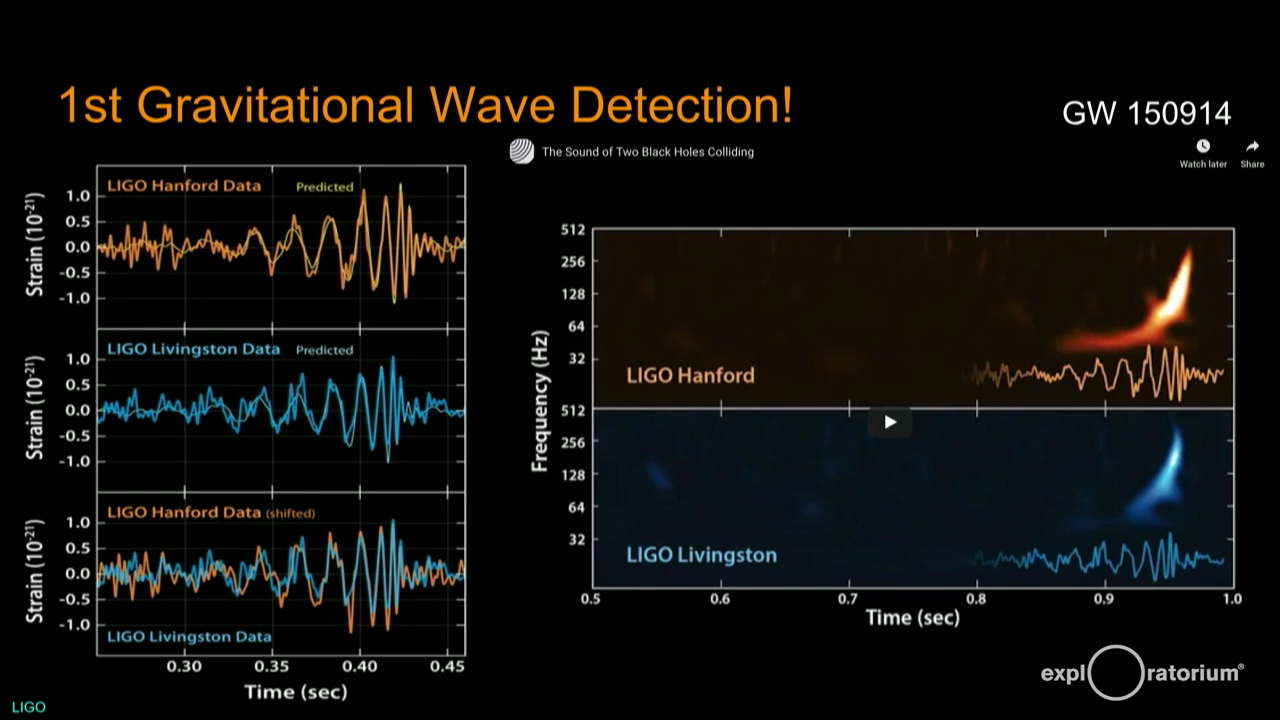 1st Gravitational Wave Detection!
GW 150914
The Sound of Two Black Holes Colliding
Watch later
Share
LIGO Hanford Data
Predicted
Strain (10⁻²¹)
1.0
0.5
0.0
-0.5
-1.0
LIGO Livingston Data
Predicted
Strain (10⁻²¹)
1.0
0.5
0.0
-0.5
-1.0
LIGO Hanford Data (shifted)
Strain (10⁻²¹)
1.0
0.5
0.0
-0.5
-1.0
LIGO Livingston Data
0.30 0.35 0.40 0.45
Time (sec)
Frequency (Hz)
512
256
128
64
32
LIGO Hanford
512
256
128
64
32
LIGO Livingston
0.5 0.6 0.7 0.8 0.9 1.0
Time (sec)
exploratorium®
LIGO